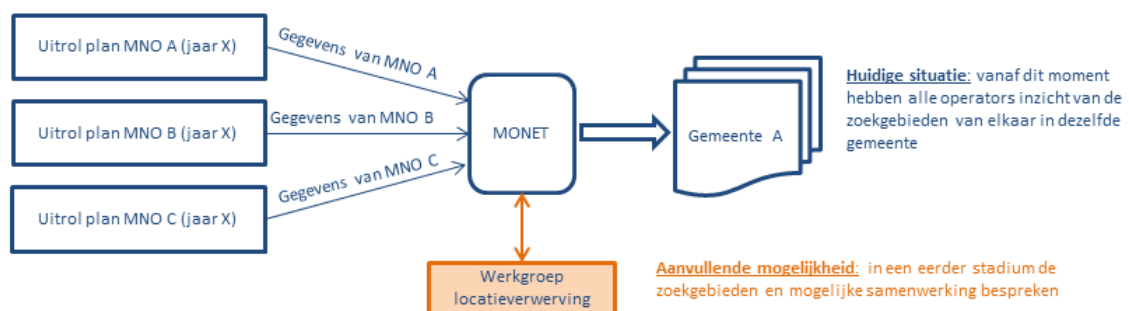 Uitrol plan MNO A (jaar X)
Gegevens van MNO A
Uitrol plan MNO B (jaar X)
Gegevens van MNO B
Uitrol plan MNO C (jaar X)
Gegevens van MNO C
MONET
Gemeente A
Huidige situatie: vanaf dit moment
hebben alle operators inzicht van de
zoekgebieden van elkaar in dezelfde
gemeente
Werkgroep
locatieverwerving
Aanvullende mogelijkheid: in een eerder stadium de
zoekgebieden en mogelijke samenwerking bespreken